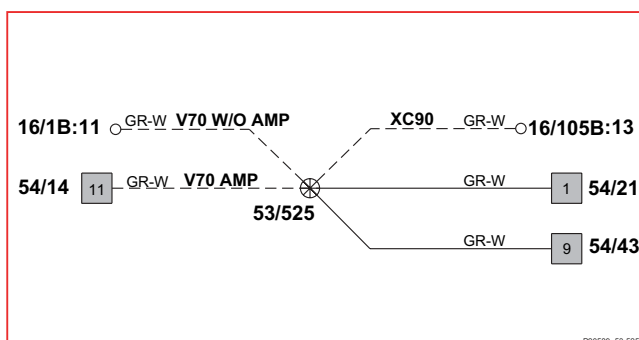 16/1B:11 GR-W V70 W/O AMP XC90 GR-W 16/105B:13
54/14 11 GR-W V70 AMP GR-W 1 54/21
53/525
GR-W 9 54/43